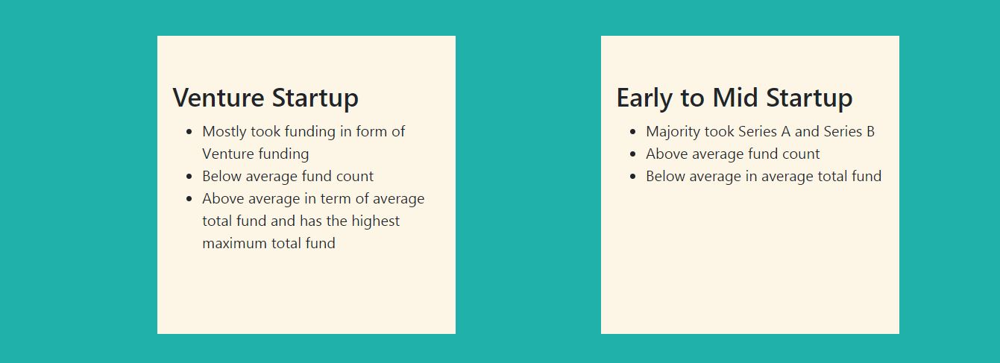 Venture Startup
• Mostly took funding in form of
Venture funding
• Below average fund count
• Above average in term of average
total fund and has the highest
maximum total fund
Early to Mid Startup
• Majority took Series A and Series B
• Above average fund count
• Below average in average total fund